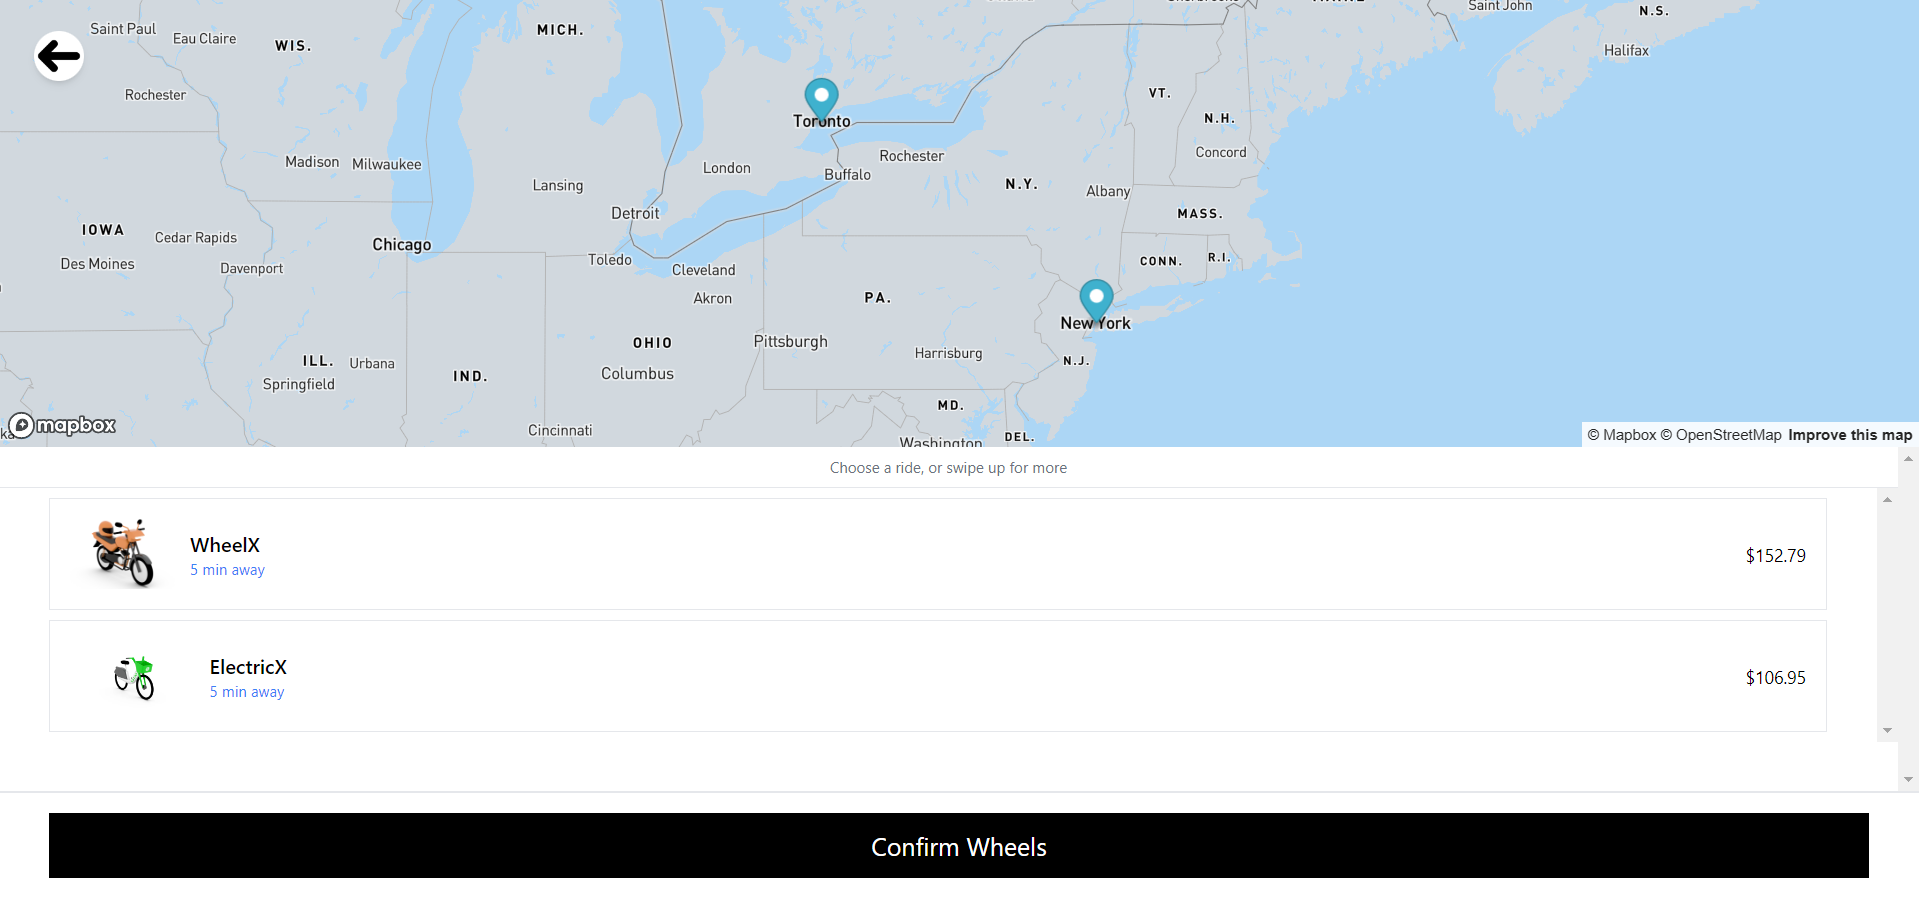 Saint Paul
Eau Claire
WIS.
MICH.
Saint John
N.S.
Halifax
Rochester
Toronto
VT.
N.H.
Concord
Madison
Milwaukee
London
Rochester
Buffalo
Lansing
N.Y.
Albany
Detroit
MASS.
IOWA
Cedar Rapids
Chicago
Des Moines
Davenport
Toledo
Cleveland
CONN.
R.I.
Akron
PA.
New York
OHIO
Pittsburgh
Harrisburg
N.J.
ILL.
Urbana
Springfield
IND.
Columbus
MD.
mapbox
Cincinnati
Washington
DEL.
© Mapbox © OpenStreetMap Improve this map
Choose a ride, or swipe up for more
WheelX
5 min away
$152.79
ElectricX
5 min away
$106.95
Confirm Wheels